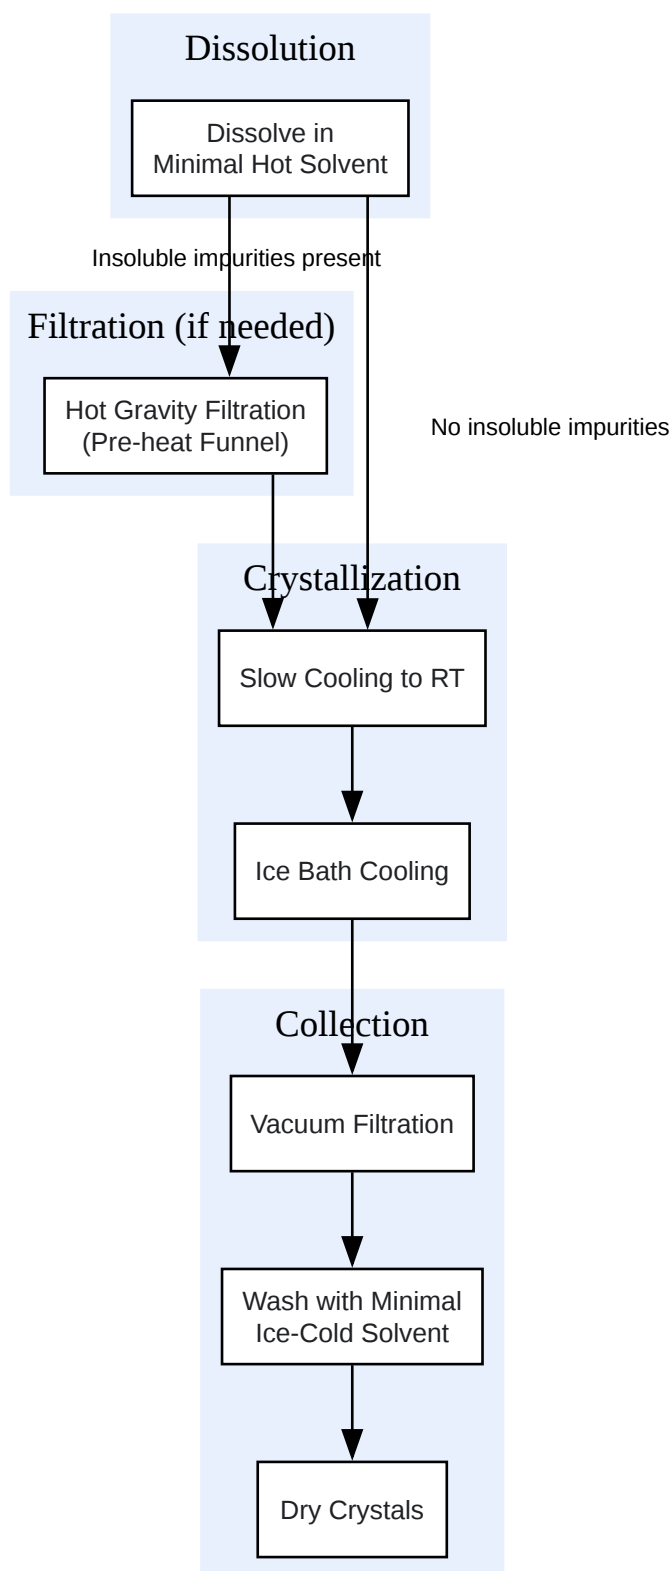 Dissolution
Dissolve in
Minimal Hot Solvent
Insoluble impurities present
Filtration (if needed)
Hot Gravity Filtration
(Pre-heat Funnel)
No insoluble impurities
Crystallization
Slow Cooling to RT
Ice Bath Cooling
Collection
Vacuum Filtration
Wash with Minimal
Ice-Cold Solvent
Dry Crystals